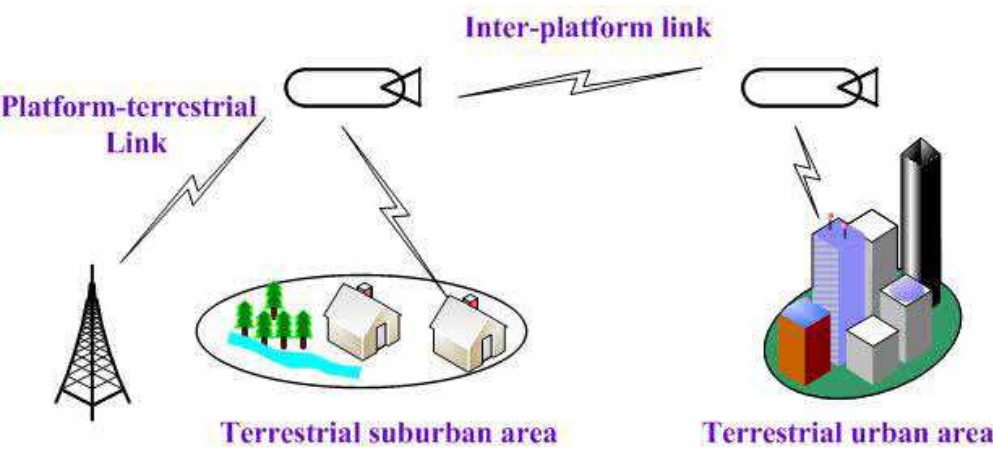 Inter-platform link
Platform-terrestrial
Link
Terrestrial suburban area
Terrestrial urban area